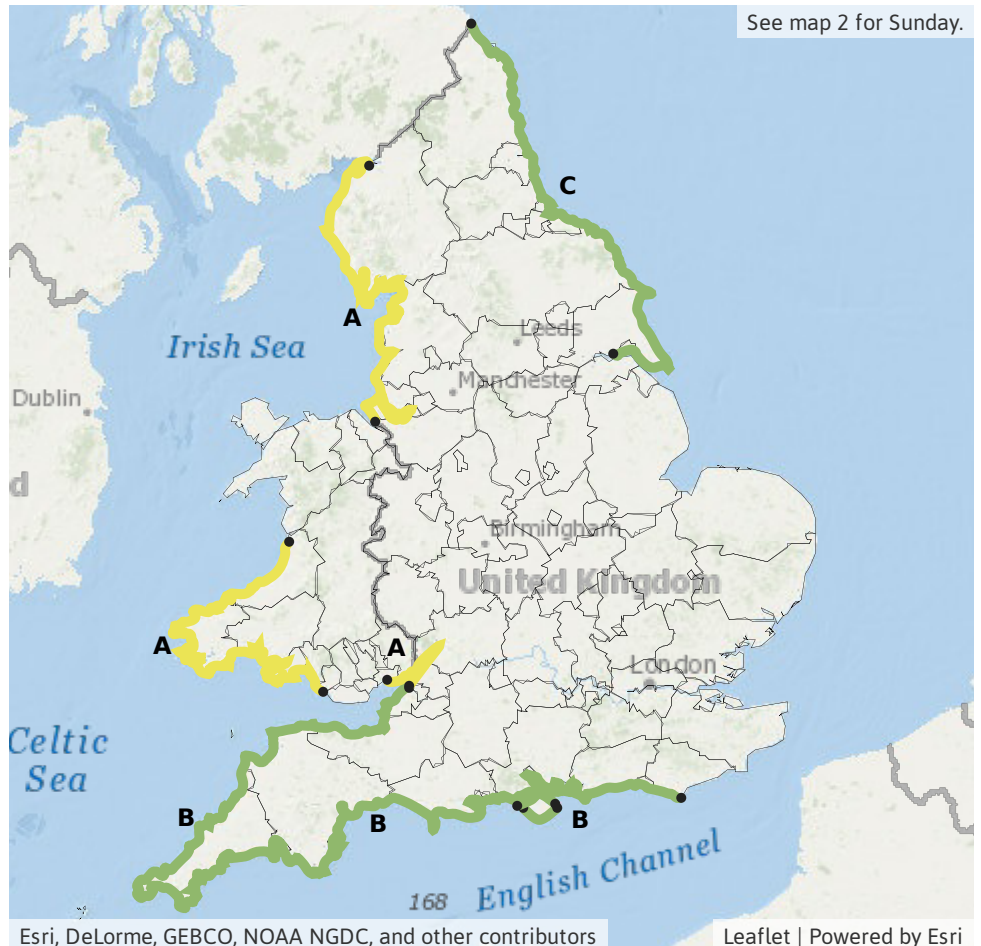 See map 2 for Sunday.
C
Leeds
A
Irish Sea
Manchester
Dublin
d
Birmingham
United Kingdom
A
A
London
Celtic
Sea
B
B
B
English Channel
168
Esri, DeLorme, GEBCO, NOAA NGDC, and other contributors
Leaflet | Powered by Esri